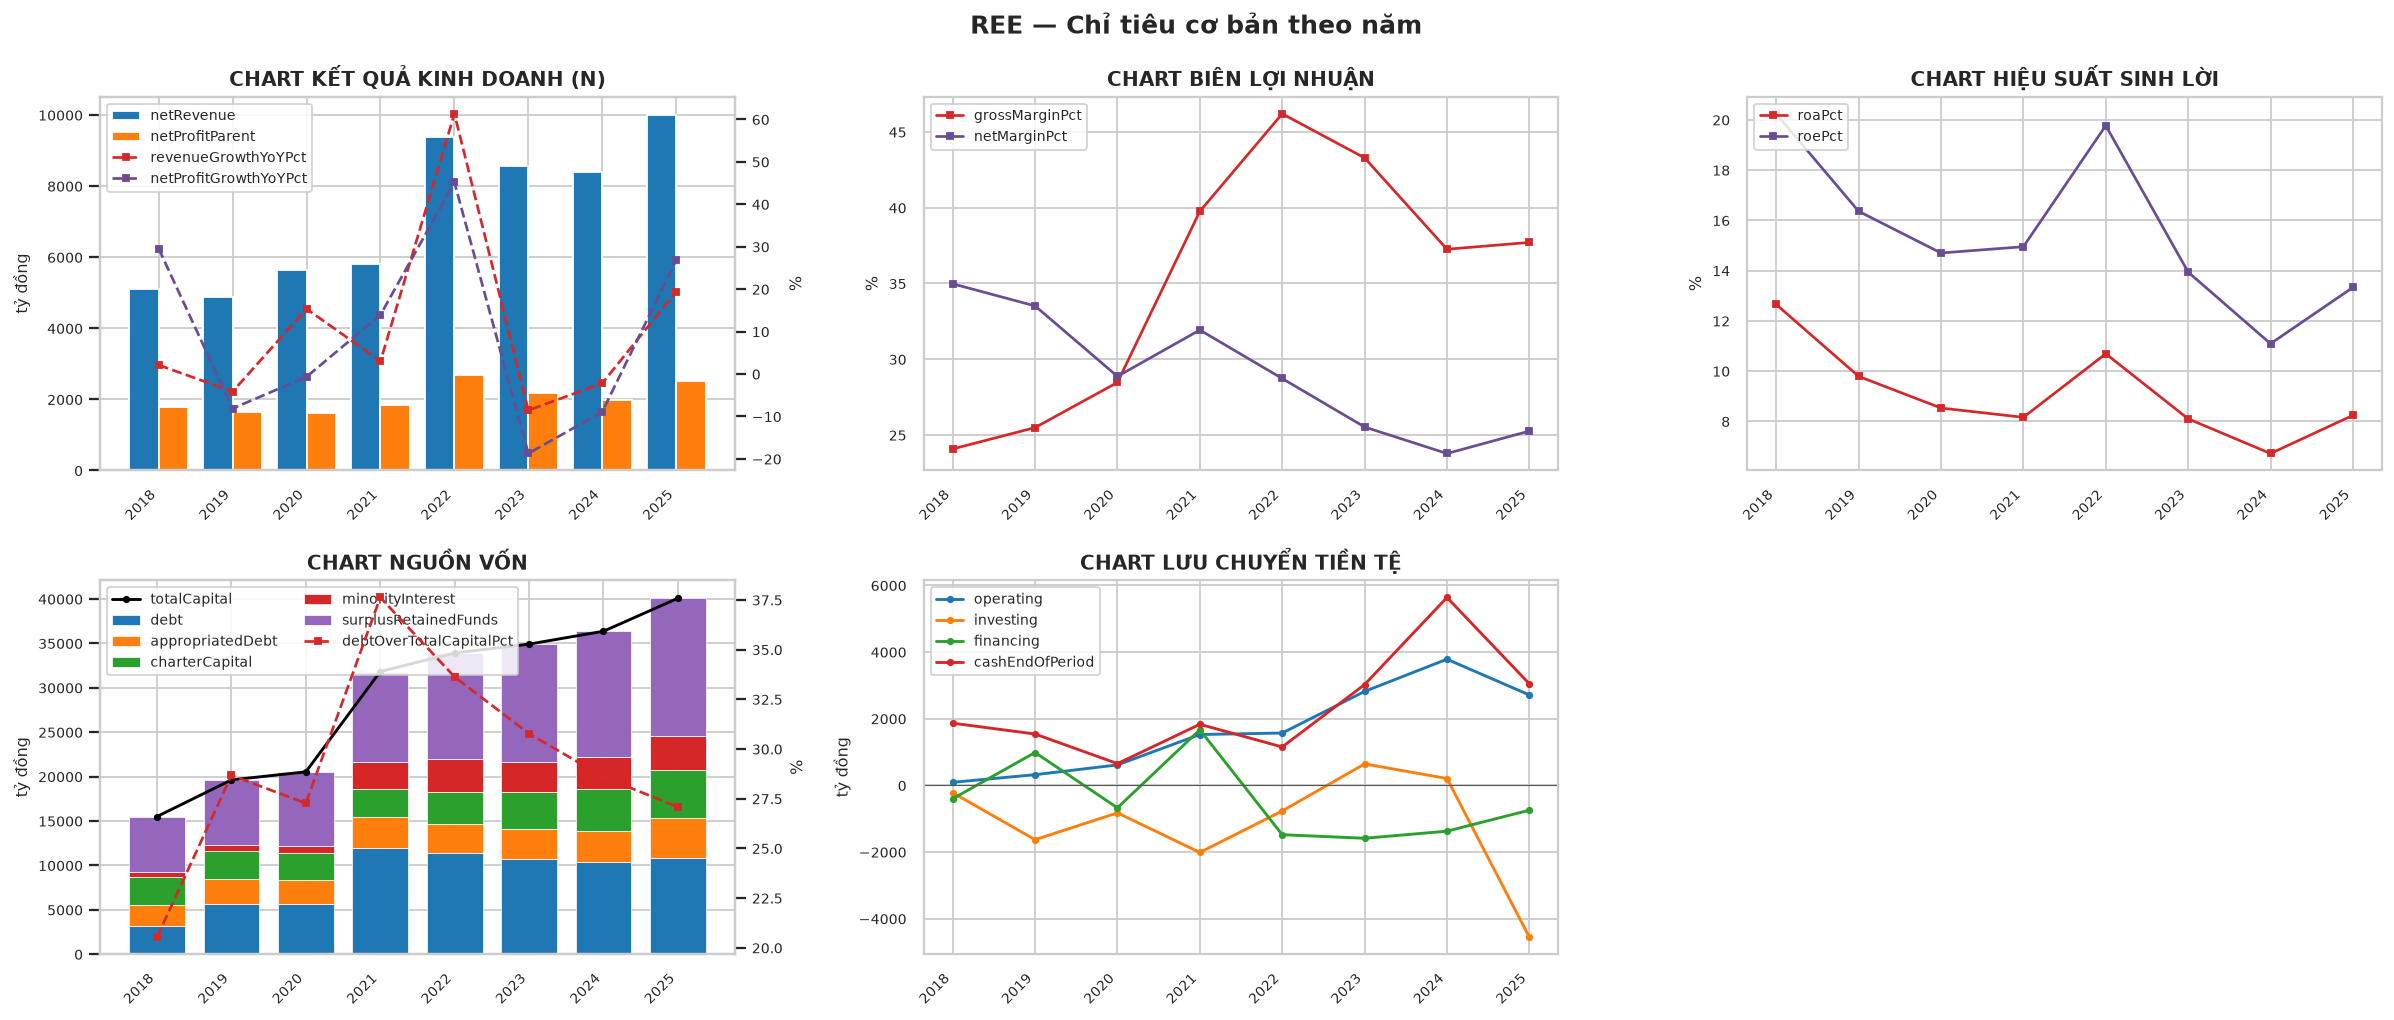 REE — Chỉ tiêu cơ bản theo năm
CHART KẾT QUẢ KINH DOANH (N)
netRevenue
netProfitParent
revenueGrowthYoYPct
netProfitGrowthYoYPct
10000
8000
6000
4000
2000
0
tỷ đồng
60
50
40
30
20
10
0
−10
−20
%
2018 2019 2020 2021 2022 2023 2024 2025
CHART BIÊN LỢI NHUẬN
grossMarginPct
netMarginPct
45
40
35
30
25
%
2018 2019 2020 2021 2022 2023 2024 2025
CHART HIỆU SUẤT SINH LỜI
roaPct
roePct
20
18
16
14
12
10
8
%
2018 2019 2020 2021 2022 2023 2024 2025
CHART NGUỒN VỐN
totalCapital
debt
appropriatedDebt
charterCapital
minorityInterest
surplusRetainedFunds
debtOverTotalCapitalPct
40000
35000
30000
25000
20000
15000
10000
5000
0
tỷ đồng
37.5
35.0
32.5
30.0
27.5
25.0
22.5
20.0
%
2018 2019 2020 2021 2022 2023 2024 2025
CHART LƯU CHUYỂN TIỀN TỆ
operating
investing
financing
cashEndOfPeriod
6000
4000
2000
0
−2000
−4000
tỷ đồng
2018 2019 2020 2021 2022 2023 2024 2025